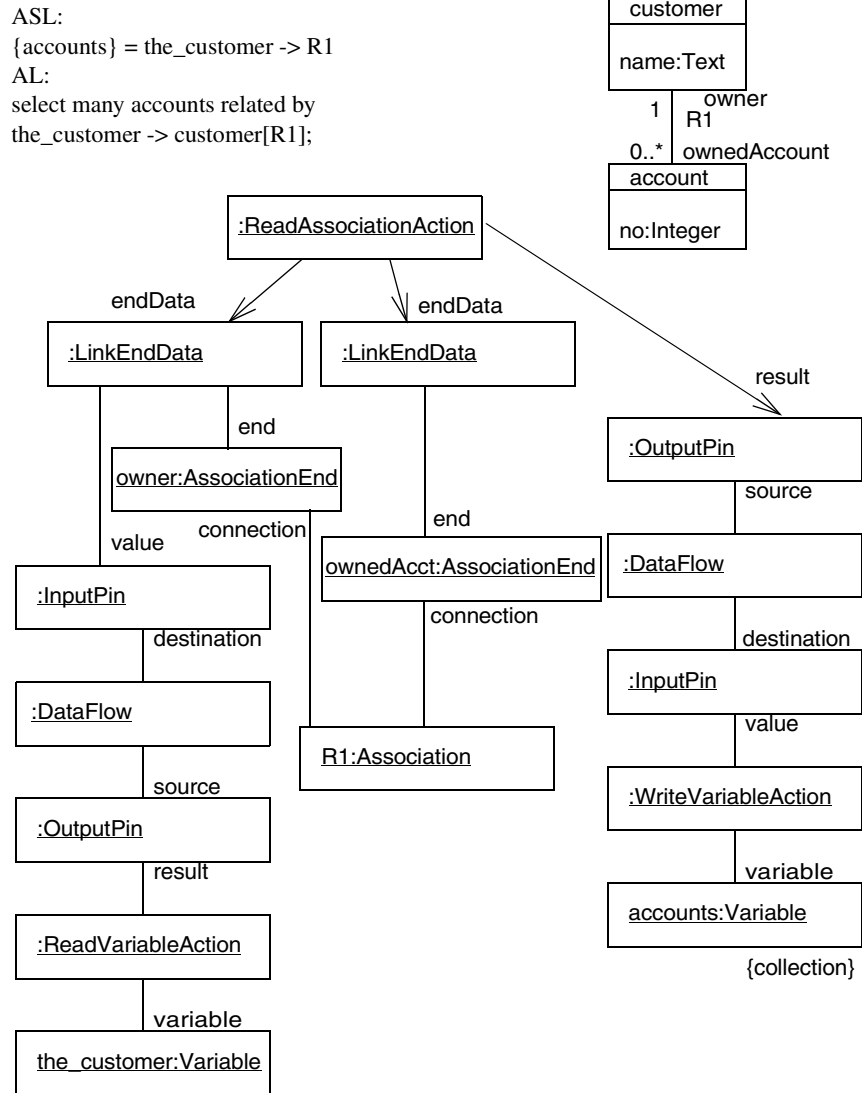 ASL:
{accounts} = the_customer -> R1
AL:
select many accounts related by
the_customer -> customer[R1];
customer
name:Text
1
owner
R1
0..*
ownedAccount
account
no:Integer
:ReadAssociationAction
endData
endData
:LinkEndData
:LinkEndData
result
end
:OutputPin
owner:AssociationEnd
source
connection
end
value
ownedAcct:AssociationEnd
:DataFlow
:InputPin
connection
destination
destination
:InputPin
:DataFlow
value
R1:Association
source
:WriteVariableAction
:OutputPin
result
variable
accounts:Variable
:ReadVariableAction
{collection}
variable
the_customer:Variable